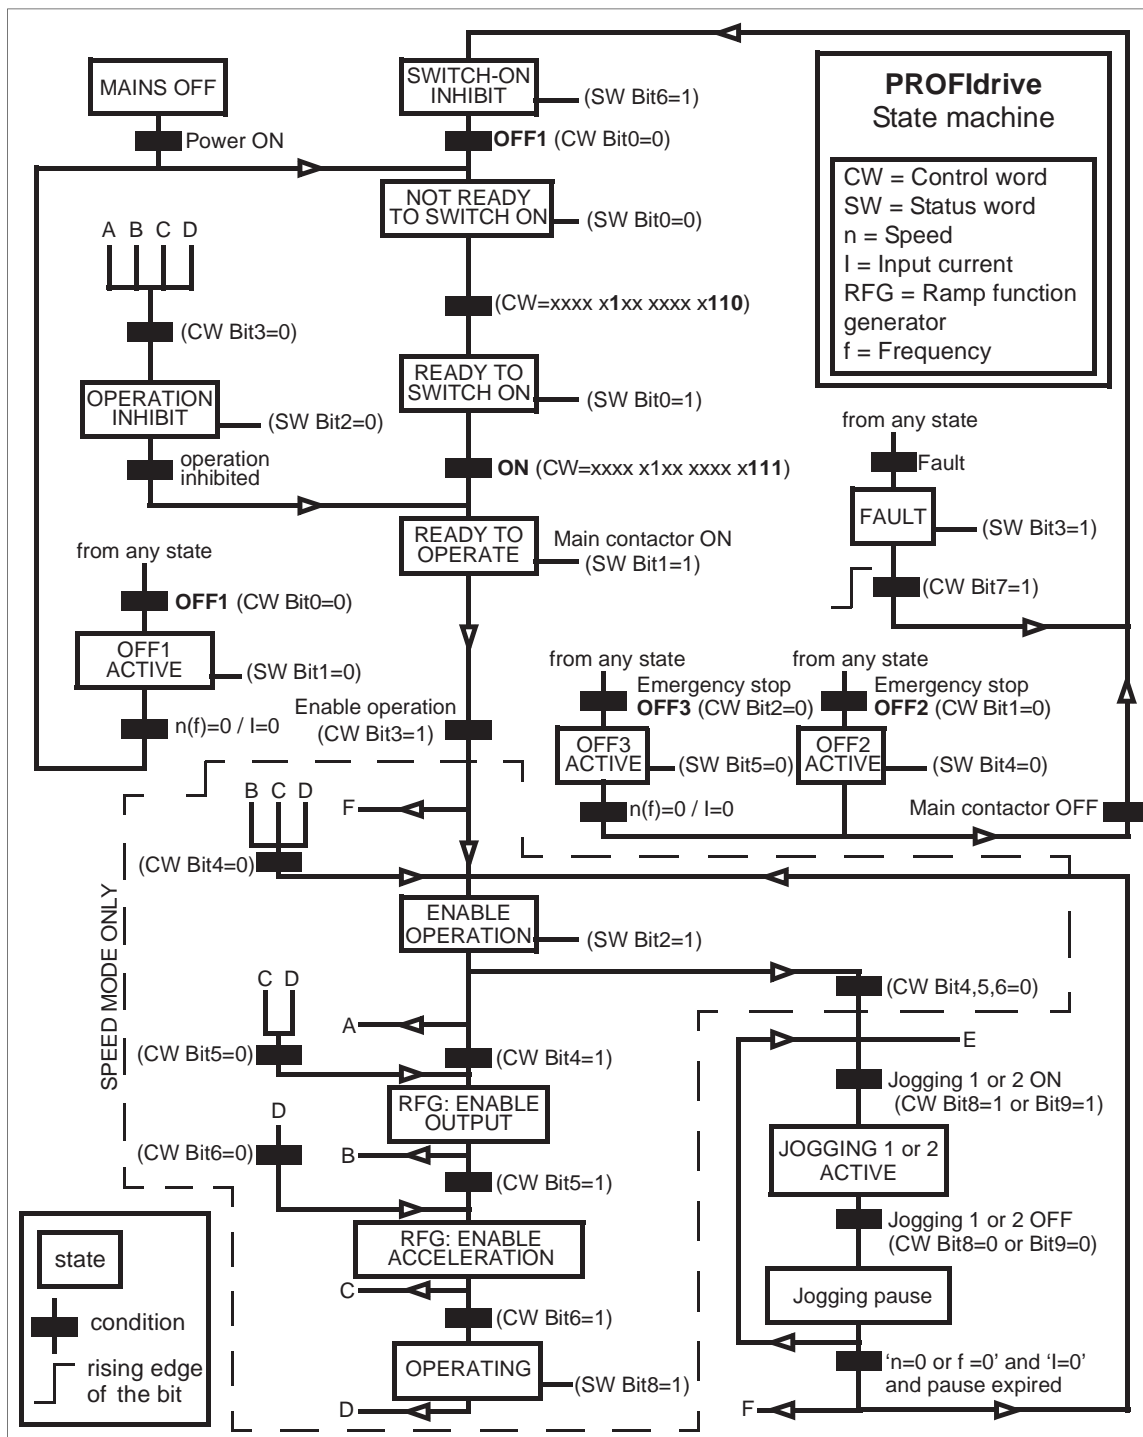 MAINS OFF
Power ON
SWITCH-ON
INHIBIT
(SW Bit6=1)
OFF1 (CW Bit0=0)
PROFIdrive
State machine
CW = Control word
SW = Status word
n = Speed
I = Input current
RFG = Ramp function
generator
f = Frequency
NOT READY
TO SWITCH ON
(SW Bit0=0)
A B C D
(CW Bit3=0)
(CW=xxxx x1xx xxxx x110)
OPERATION
INHIBIT
(SW Bit2=0)
operation
inhibited
READY TO
SWITCH ON
(SW Bit0=1)
ON (CW=xxxx x1xx xxxx x111)
READY TO
OPERATE
Main contactor ON
(SW Bit1=1)
from any state
Fault
FAULT
(SW Bit3=1)
(CW Bit7=1)
from any state
OFF1 (CW Bit0=0)
OFF1
ACTIVE
(SW Bit1=0)
n(f)=0 / I=0
Enable operation
(CW Bit3=1)
from any state
Emergency stop
OFF3 (CW Bit2=0)
OFF3
ACTIVE
(SW Bit5=0)
n(f)=0 / I=0
from any state
Emergency stop
OFF2 (CW Bit1=0)
OFF2
ACTIVE
(SW Bit4=0)
Main contactor OFF
SPEED MODE ONLY
B C D
F
(CW Bit4=0)
ENABLE
OPERATION
(SW Bit2=1)
C D
A
(CW Bit5=0)
(CW Bit4=1)
RFG: ENABLE
OUTPUT
D
(CW Bit6=0)
B
(CW Bit5=1)
RFG: ENABLE
ACCELERATION
C
(CW Bit6=1)
OPERATING
(SW Bit8=1)
D
(CW Bit4,5,6=0)
E
Jogging 1 or 2 ON
(CW Bit8=1 or Bit9=1)
JOGGING 1 or 2
ACTIVE
Jogging 1 or 2 OFF
(CW Bit8=0 or Bit9=0)
Jogging pause
‘n=0 or f =0’ and ‘I=0’
and pause expired
F
state
condition
rising edge
of the bit